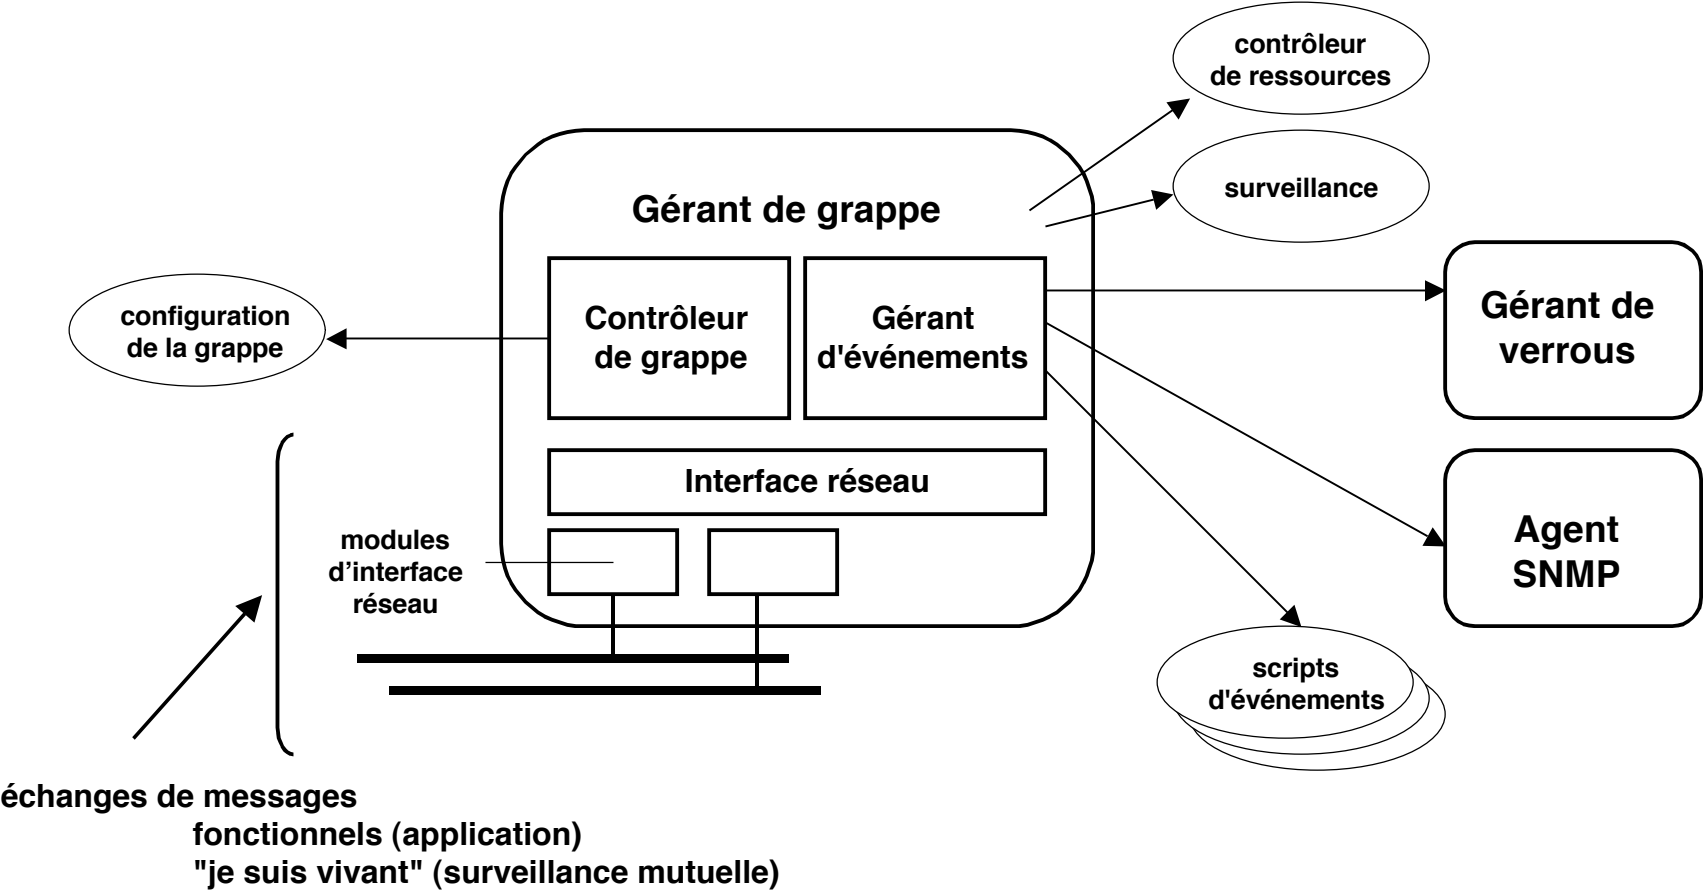 contrôleur
de ressources
surveillance
Gérant de grappe
configuration
de la grappe
Contrôleur
de grappe
Gérant
d'événements
Gérant de
verrous
Interface réseau
modules
d’interface
réseau
Agent
SNMP
scripts
d'événements
échanges de messages
fonctionnels (application)
"je suis vivant" (surveillance mutuelle)